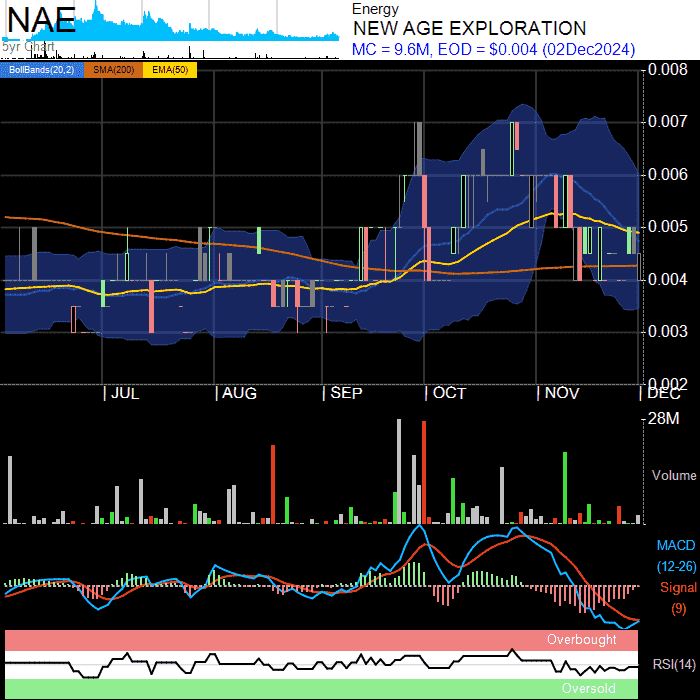 NAE
5yr Chart
Energy
NEW AGE EXPLORATION
MC = 9.6M, EOD = $0.004 (02Dec2024)
BollBands(20,2) SMA(200) EMA(50)
0.008
0.007
0.006
0.005
0.004
0.003
0.002
JUL AUG SEP OCT NOV DEC
28M
Volume
MACD
(12-26)
Signal
(9)
Overbought
RSI(14)
Oversold